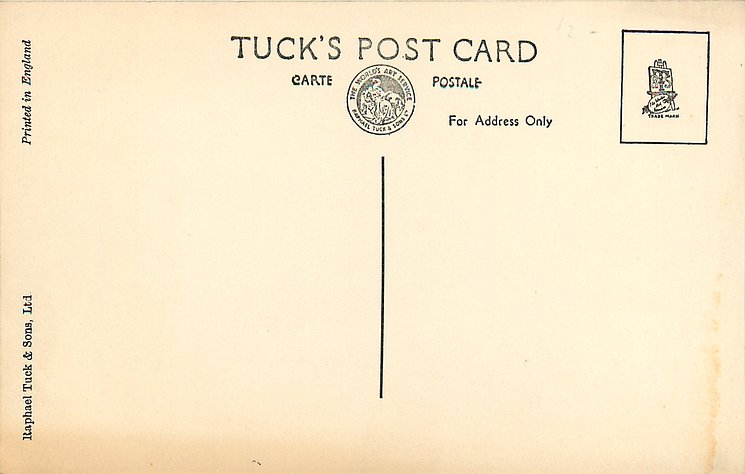 TUCK'S POST CARD
CARTE POSTALE
THE WORLD'S ART SERVICE
RAPHAEL TUCK & SONS LD
For Address Only
TRADE MARK
Printed in England
Raphael Tuck & Sons, Ltd